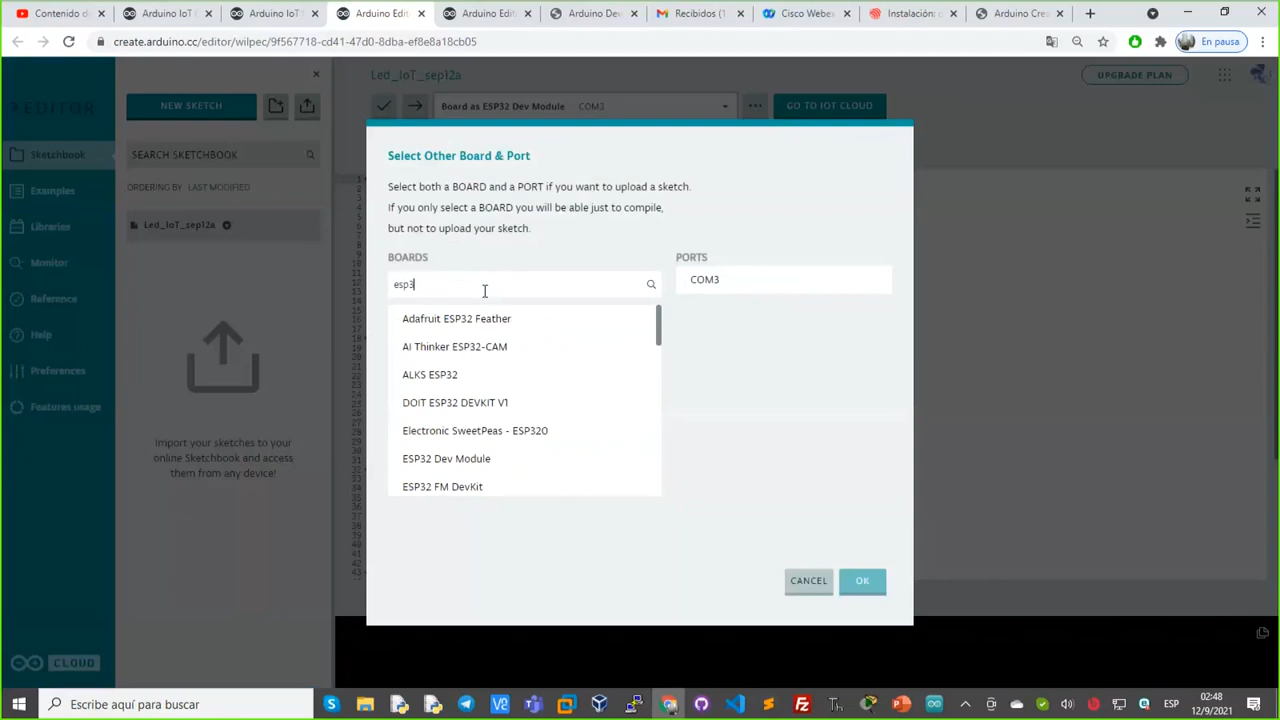 Contenido d
Arduino IoT C
Arduino IoT
Arduino Edi
Arduino Edi
Arduino Dev
Recibidos (1
Cisco Webex
Instalación: 
Arduino Crea
create.arduino.cc/editor/wilpec/9f567718-cd41-47d0-8dba-ef8e8a18cb05
En pausa
EDITOR
Led_IoT_sep12a
UPGRADE PLAN
NEW SKETCH
Board as ESP32 Dev Module COM3
GO TO IOT CLOUD
Sketchbook
SEARCH SKETCHBOOK
ORDERING BY LAST MODIFIED
Examples
Led_IoT_sep12a
Libraries
Monitor
Reference
Help
Preferences
Features usage
Import your sketches to your
online Sketchbook and access
them from any device!
CLOUD
Select Other Board & Port
Select both a BOARD and a PORT if you want to upload a sketch.
If you only select a BOARD you will be able just to compile,
but not to upload your sketch.
BOARDS
PORTS
esp3
COM3
Adafruit ESP32 Feather
AI Thinker ESP32-CAM
ALKS ESP32
DOIT ESP32 DEVKIT V1
Electronic SweetPeas - ESP320
ESP32 Dev Module
ESP32 FM DevKit
CANCEL
OK
Escribe aquí para buscar
ESP
02:48
12/9/2021